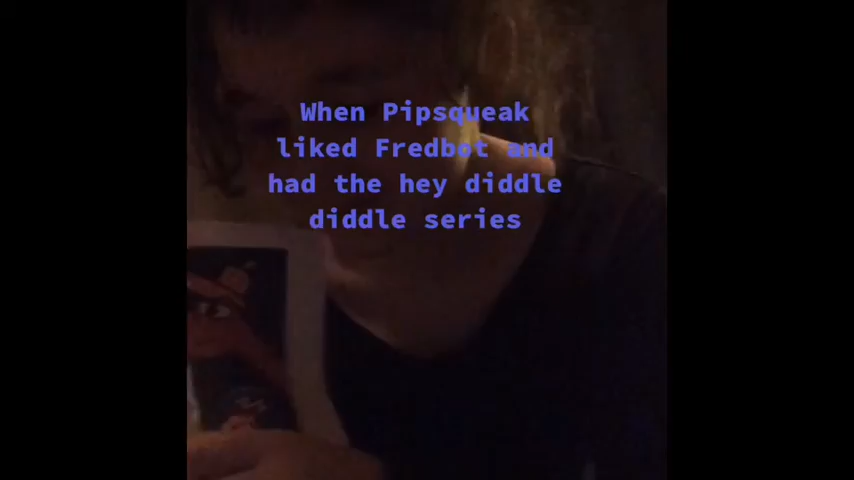 When Pipsqueak
liked Fredbot and
had the hey diddle
diddle series